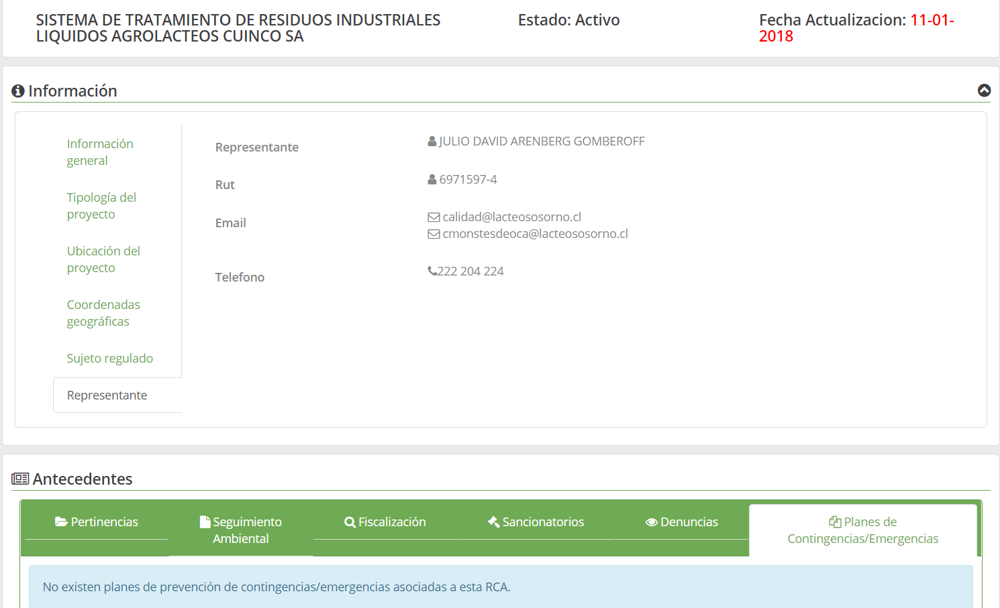 SISTEMA DE TRATAMIENTO DE RESIDUOS INDUSTRIALES
LIQUIDOS AGROLACTEOS CUINCO SA
Estado: Activo
Fecha Actualizacion: 11-01-
2018
Información
Información
general
Tipología del
proyecto
Ubicación del
proyecto
Coordenadas
geográficas
Sujeto regulado
Representante
Representante
JULIO DAVID ARENBERG GOMBEROFF
Rut
6971597-4
Email
calidad@lacteososorno.cl
cmonstesdeoca@lacteososorno.cl
Telefono
222 204 224
Antecedentes
Pertinencias
Seguimiento
Ambiental
Fiscalización
Sancionatorios
Denuncias
Planes de
Contingencias/Emergencias
No existen planes de prevención de contingencias/emergencias asociadas a esta RCA.